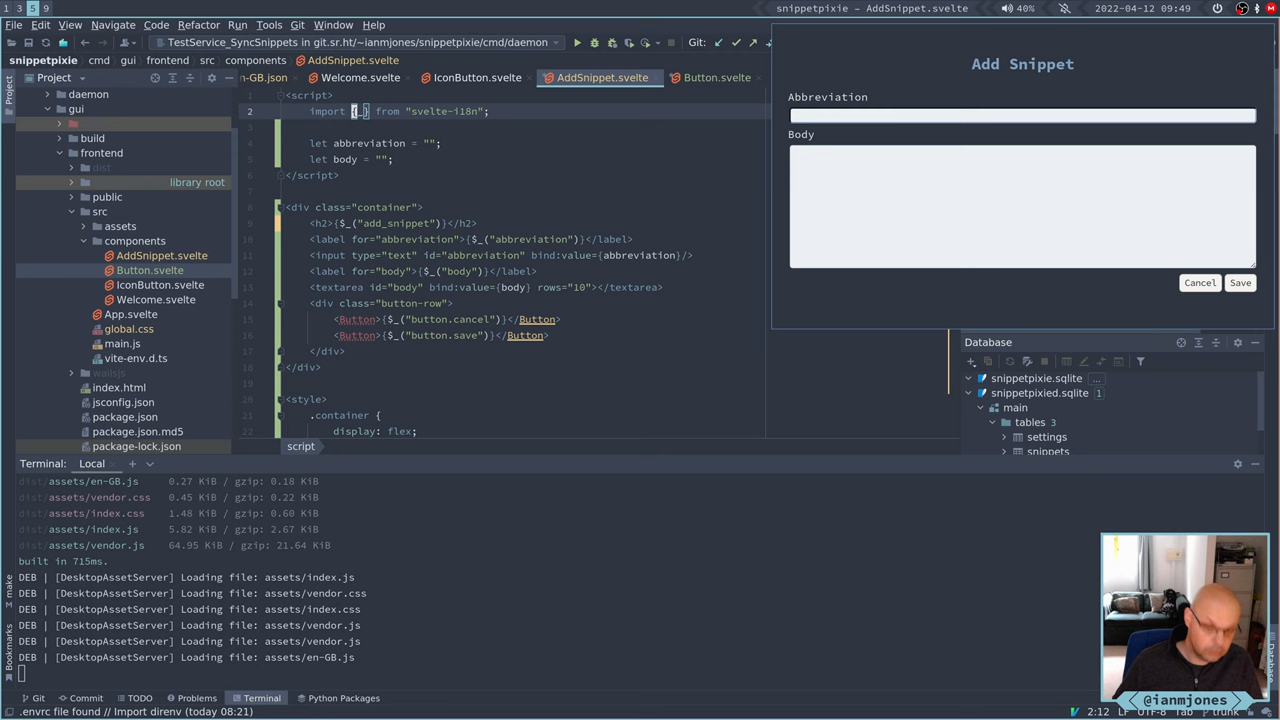 1 3 5 9
snippetpixie – AddSnippet.svelte
40%
2022-04-12 09:49
File Edit View Navigate Code Refactor Run Tools Git Window Help
TestService_SyncSnippets in git.sr.ht/~ianmjones/snippetpixie/cmd/daemon
Git:
snippetpixie cmd gui frontend src components AddSnippet.svelte
Project
n-GB.json Welcome.svelte IconButton.svelte AddSnippet.svelte Button.svelte
daemon
gui
build
frontend
dist
library root
public
src
assets
components
AddSnippet.svelte
Button.svelte
IconButton.svelte
Welcome.svelte
App.svelte
global.css
main.js
vite-env.d.ts
wailsjs
index.html
jsconfig.json
package.json
package.json.md5
package-lock.json
<script>
2 import {_} from "svelte-i18n";
3
4 let abbreviation = "";
5 let body = "";
6 </script>
7
8 <div class="container">
9 <h2>{$_("add_snippet")}</h2>
10 <label for="abbreviation">{$_("abbreviation")}</label>
11 <input type="text" id="abbreviation" bind:value={abbreviation}/>
12 <label for="body">{$_("body")}</label>
13 <textarea id="body" bind:value={body} rows="10"></textarea>
14 <div class="button-row">
15 <Button>{$_("button.cancel")}</Button>
16 <Button>{$_("button.save")}</Button>
17 </div>
18 </div>
19
20 <style>
21 .container {
22 display: flex;
script
Add Snippet
Abbreviation
Body
Cancel Save
Database
snippetpixie.sqlite ...
snippetpixied.sqlite 1
main
tables 3
settings
snippets
Terminal: Local
dist/assets/en-GB.js 0.27 KiB / gzip: 0.18 KiB
dist/assets/vendor.css 0.45 KiB / gzip: 0.22 KiB
dist/assets/index.css 1.48 KiB / gzip: 0.60 KiB
dist/assets/index.js 5.82 KiB / gzip: 2.67 KiB
dist/assets/vendor.js 64.95 KiB / gzip: 21.64 KiB
built in 715ms.
DEB | [DesktopAssetServer] Loading file: assets/index.js
DEB | [DesktopAssetServer] Loading file: assets/vendor.css
DEB | [DesktopAssetServer] Loading file: assets/index.css
DEB | [DesktopAssetServer] Loading file: assets/vendor.js
DEB | [DesktopAssetServer] Loading file: assets/vendor.js
DEB | [DesktopAssetServer] Loading file: assets/en-GB.js
make
Bookmarks
Database
@ianmjones
Git Commit TODO Problems Terminal Python Packages
.envrc file found // Import direnv (today 08:21)
2:12 LF UTF-8 Tab trunk